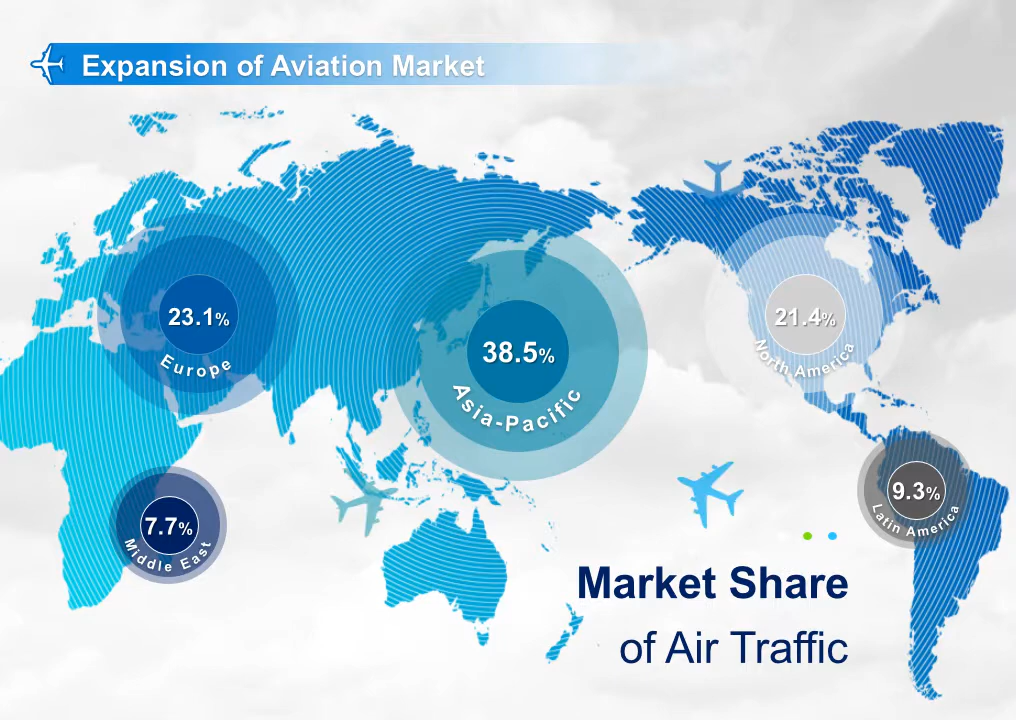 Expansion of Aviation Market
23.1%
Europe
38.5%
Asia-Pacific
21.4%
North America
7.7%
Middle East
9.3%
Latin America
Market Share
of Air Traffic